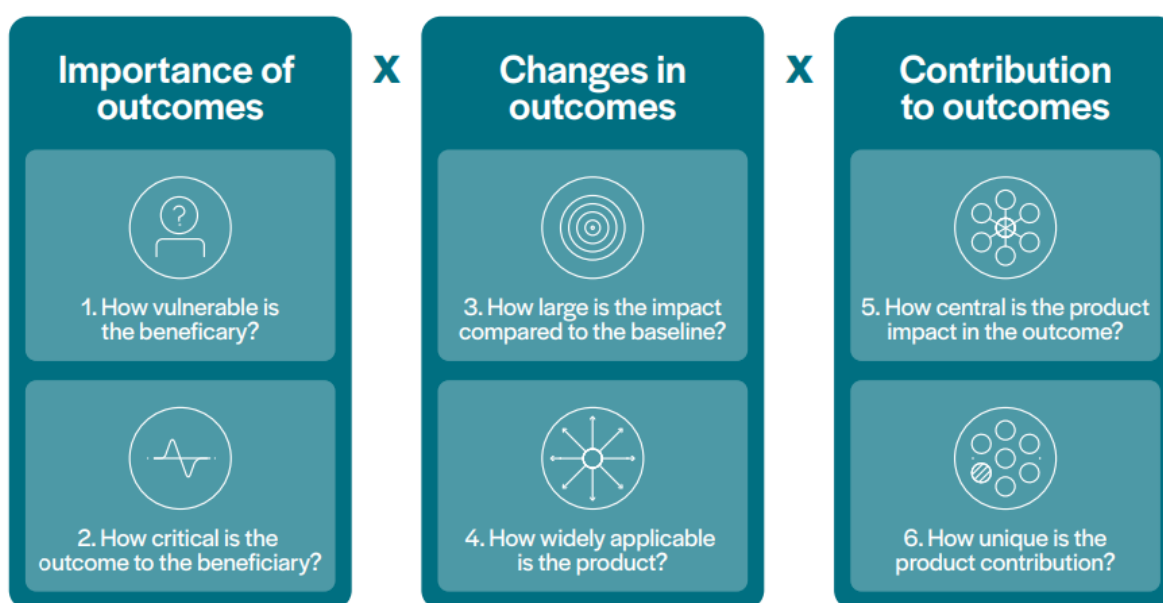 Importance of
outcomes
x
Changes in
outcomes
x
Contribution
to outcomes
?
1. How vulnerable is
the beneficary?
3. How large is the impact
compared to the baseline?
5. How central is the product
impact in the outcome?
2. How critical is the
outcome to the beneficiary?
4. How widely applicable
is the product?
6. How unique is the
product contribution?